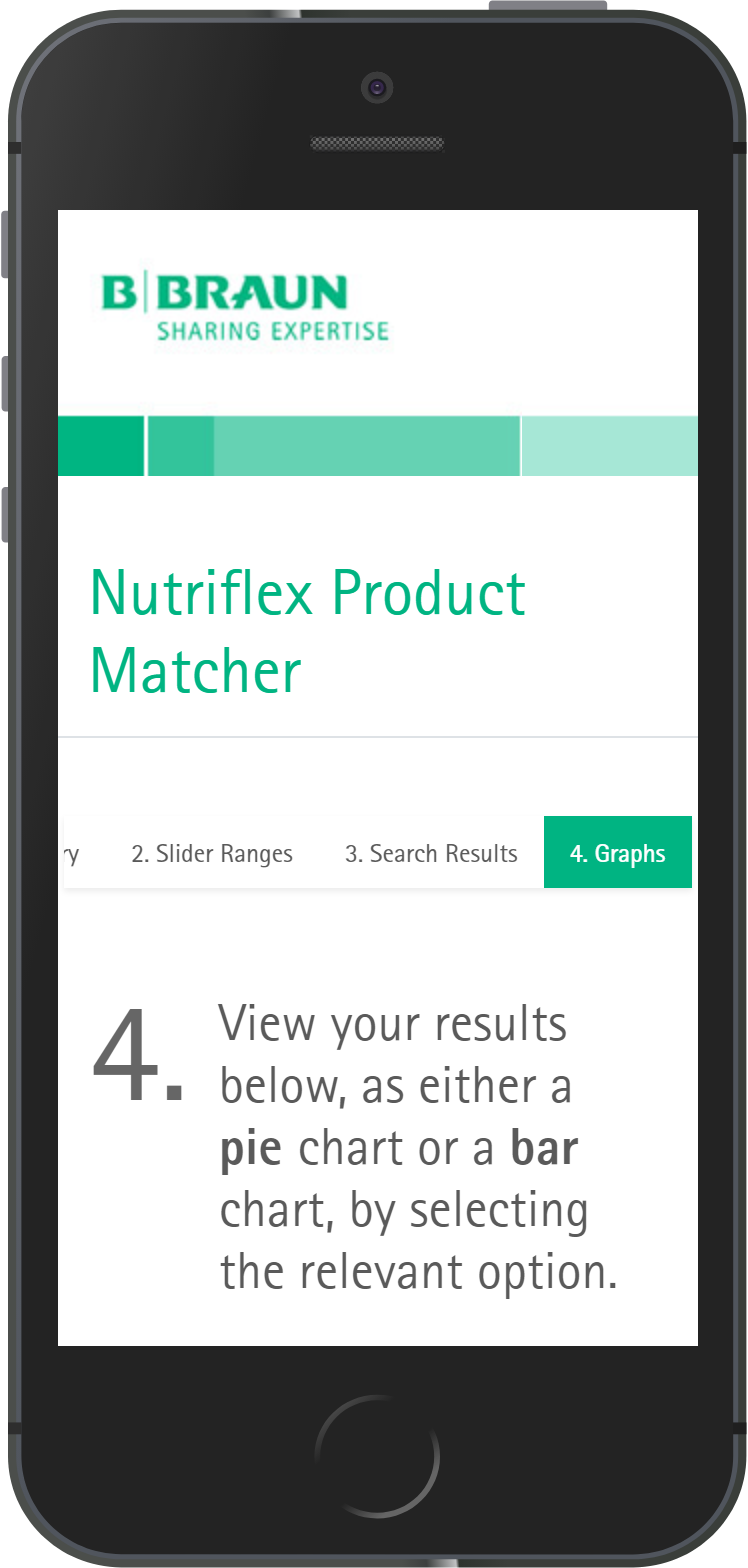 B BRAUN
SHARING EXPERTISE
Nutriflex Product
Matcher
ry 2. Slider Ranges 3. Search Results 4. Graphs
4. View your results
below, as either a
pie chart or a bar
chart, by selecting
the relevant option.